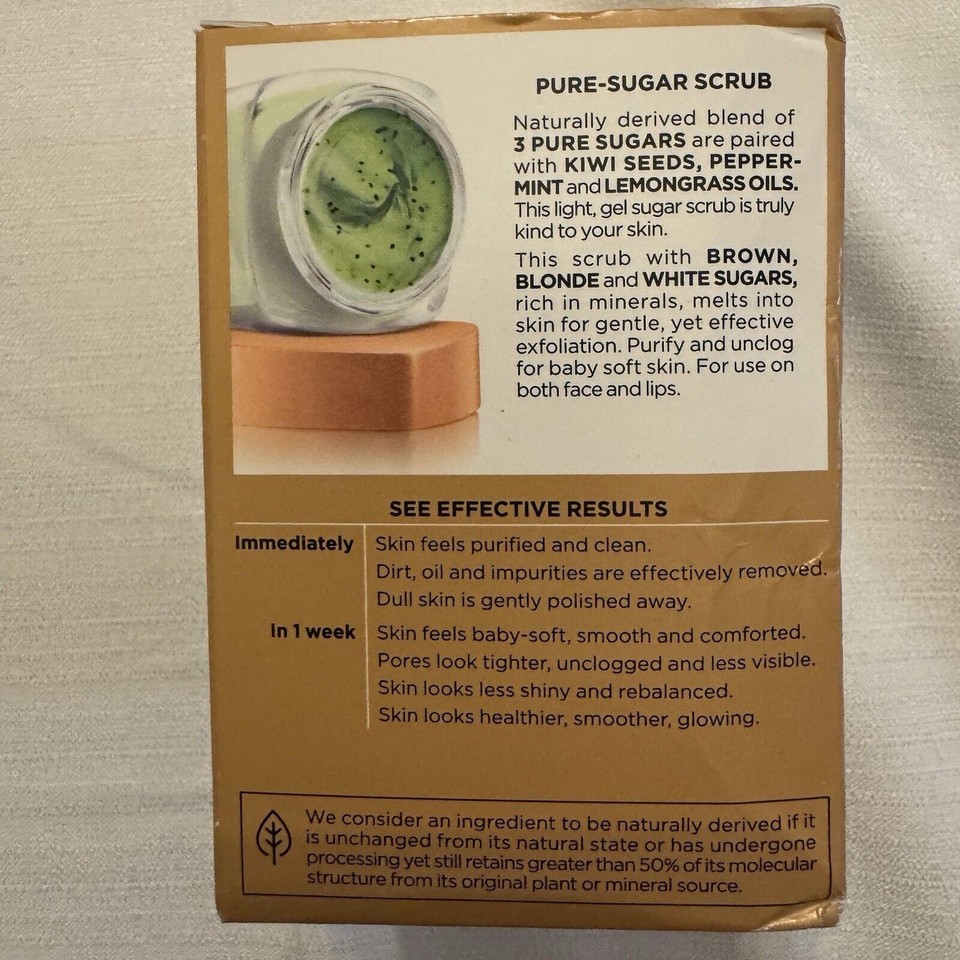 PURE-SUGAR SCRUB
Naturally derived blend of
3 PURE SUGARS are paired
with KIWI SEEDS, PEPPER-
MINT and LEMONGRASS OILS.
This light, gel sugar scrub is truly
kind to your skin.
This scrub with BROWN,
BLONDE and WHITE SUGARS,
rich in minerals, melts into
skin for gentle, yet effective
exfoliation. Purify and unclog
for baby soft skin. For use on
both face and lips.
SEE EFFECTIVE RESULTS
Immediately Skin feels purified and clean.
Dirt, oil and impurities are effectively removed.
Dull skin is gently polished away.
In 1 week Skin feels baby-soft, smooth and comforted.
Pores look tighter, unclogged and less visible.
Skin looks less shiny and rebalanced.
Skin looks healthier, smoother, glowing.
We consider an ingredient to be naturally derived if it
is unchanged from its natural state or has undergone
processing yet still retains greater than 50% of its molecular
structure from its original plant or mineral source.